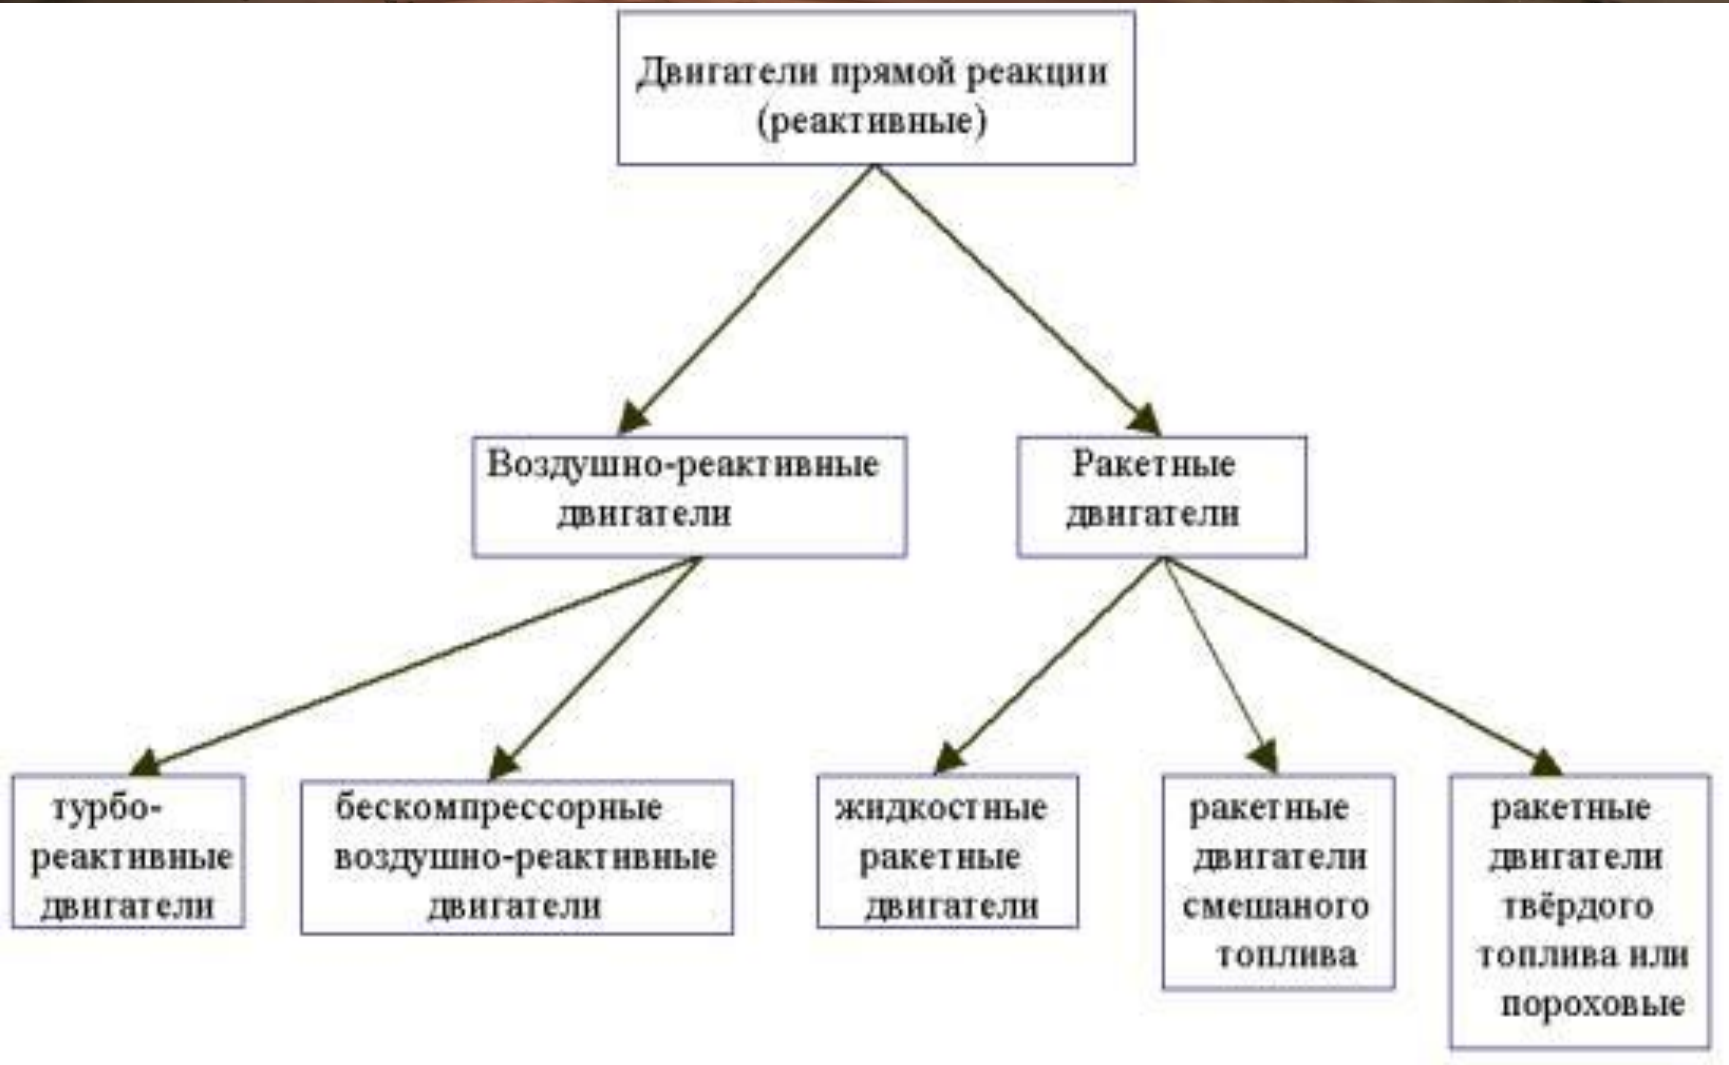 Двигатели прямой реакции
(реактивные)
Воздушно-реактивные
двигатели
Ракетные
двигатели
турбо-
реактивные
двигатели
бескомпрессорные
воздушно-реактивные
двигатели
жидкостные
ракетные
двигатели
ракетные
двигатели
смешаного
топлива
ракетные
двигатели
твёрдого
топлива или
пороховые